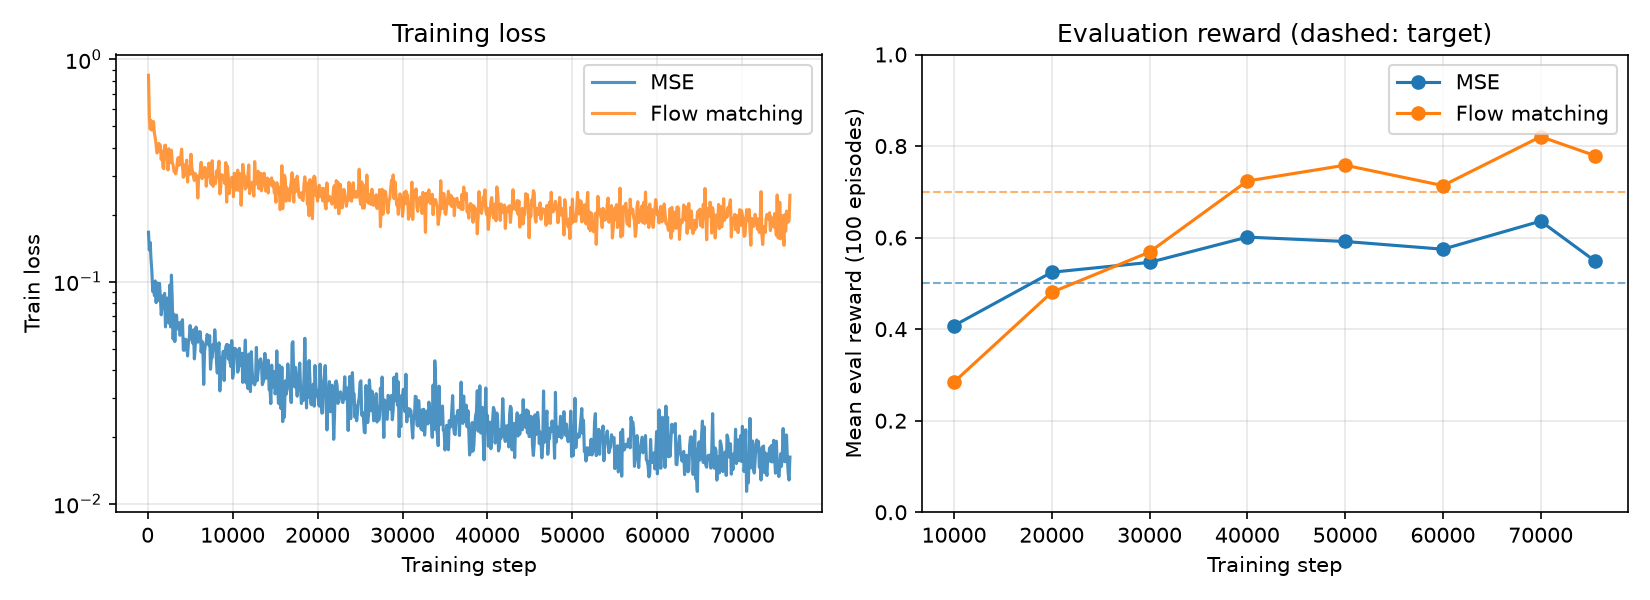 Training loss
10⁰
10⁻¹
10⁻²
Train loss
MSE
Flow matching
0 10000 20000 30000 40000 50000 60000 70000
Training step
Evaluation reward (dashed: target)
1.0
0.8
0.6
0.4
0.2
0.0
Mean eval reward (100 episodes)
MSE
Flow matching
10000 20000 30000 40000 50000 60000 70000
Training step